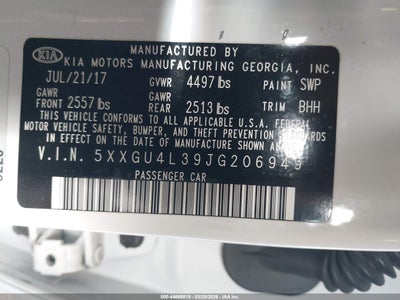 MANUFACTURED BY
KIA KIA MOTORS MANUFACTURING GEORGIA, INC.
JUL/21/17 GVWR 4497 lbs PAINT SWP
GAWR FRONT 2557 lbs GAWR REAR 2513 lbs TRIM BHH
THIS VEHICLE CONFORMS TO ALL APPLICABLE U.S.A. FEDERAL
MOTOR VEHICLE SAFETY, BUMPER, AND THEFT PREVENTION STANDARDS
IN EFFECT ON THE DATE OF MANUFACTURE SHOWN ABOVE.
V.I.N. 5XXGU4L39JG206949
PASSENGER CAR